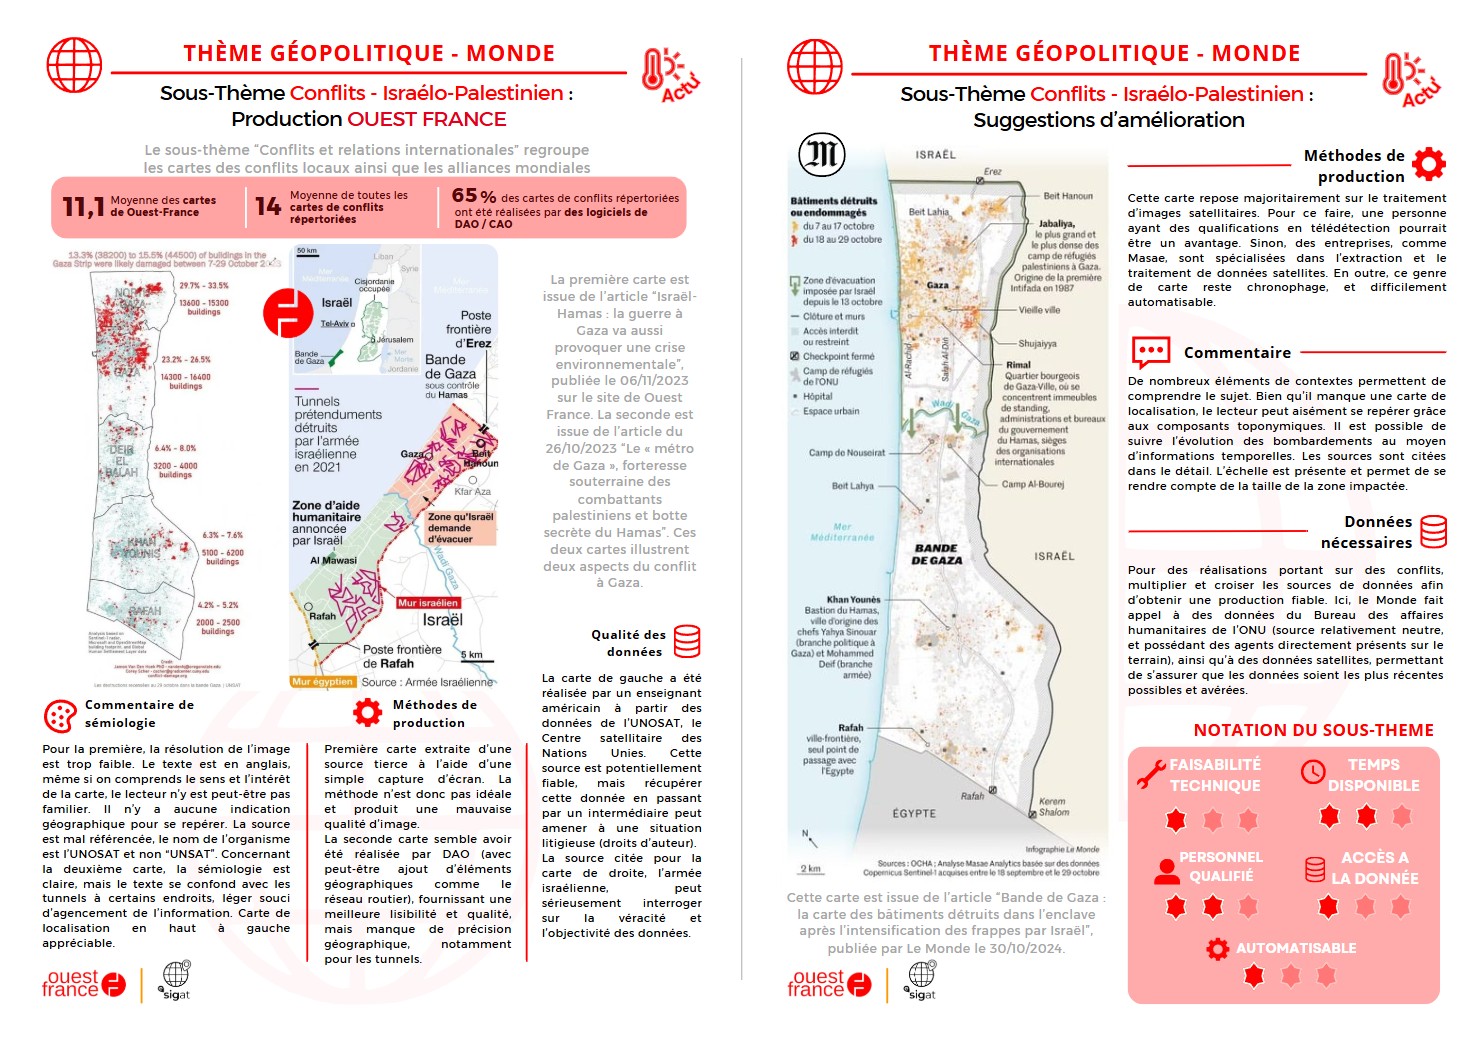 THÈME GÉOPOLITIQUE - MONDE
Actu'
Sous-Thème Conflits - Israélo-Palestinien :
Production OUEST FRANCE
Le sous-thème "Conflits et relations internationales" regroupe
les cartes des conflits locaux ainsi que les alliances mondiales
11,1 Moyenne des cartes
de Ouest-France
14 Moyenne de toutes les
cartes de conflits
répertoriées
65 % des cartes de conflits répertoriées
ont été réalisées par des logiciels de
DAO / CAO
13.3% (38200) to 15.5% (44500) of buildings in the
Gaza Strip were likely damaged between 7-29 October
29.7% - 33.5%
13600 - 15300
buildings
NORTH
GAZA
23.2% - 26.5%
14300 - 16400
buildings
GAZA
6.4% - 8.0%
3200 - 4000
buildings
DEIR
EL
BALAH
6.3% - 7.6%
5100 - 6200
buildings
KHAN
YOUNIS
4.2% - 5.2%
2000 - 2500
buildings
RAFAH
Les destructions recensées au 29 octobre dans la bande Gaza | UNSAT
50 km
Mer
Méditerranée
Liban
Syrie
Cisjordanie
occupée
Israël
Tel-Aviv
Jérusalem
Bande
de Gaza
Mer
Morte
Jordanie
Poste
frontière
d'Erez
Bande
de Gaza
sous contrôle
du Hamas
Tunnels
prétendument
détruits
par l'armée
israélienne
en 2021
Gaza
Beit
Hanoun
Kfar Aza
Zone d'aide
humanitaire
annoncée
par Israël
Zone qu'Israël
demande
d'évacuer
Al Mawasi
Wadi Gaza
Mur israélien
Rafah
Israël
Poste frontière
de Rafah
5 km
Mur égyptien
Source : Armée Israélienne
La première carte est
issue de l'article "Israël-
Hamas : la guerre à
Gaza va aussi
provoquer une crise
environnementale",
publiée le 06/11/2023
sur le site de Ouest
France. La seconde est
issue de l'article du
26/10/2023 "Le « métro
de Gaza », forteresse
souterraine des
combattants
palestiniens et botte
secrète du Hamas". Ces
deux cartes illustrent
deux aspects du conflit
à Gaza.
Qualité des
données
La carte de gauche a été
réalisée par un enseignant
américain à partir des
données de l'UNOSAT, le
Centre satellitaire des
Nations Unies. Cette
source est potentiellement
fiable, mais récupérer
cette donnée en passant
par un intermédiaire peut
amener à une situation
litigieuse (droits d'auteur).
La source citée pour la
carte de droite, l'armée
israélienne, peut
sérieusement interroger
sur la véracité et
l'objectivité des données.
Commentaire de
sémiologie
Pour la première, la résolution de l'image
est trop faible. Le texte est en anglais,
même si on comprends le sens et l'intérêt
de la carte, le lecteur n'y est peut-être pas
familier. Il n'y a aucune indication
géographique pour se repérer. La source
est mal référencée, le nom de l'organisme
est l'UNOSAT et non "UNSAT". Concernant
la deuxième carte, la sémiologie est
claire, mais le texte se confond avec les
tunnels à certains endroits, léger souci
d'agencement de l'information. Carte de
localisation en haut à gauche
appréciable.
Méthodes de
production
Première carte extraite d'une
source tierce à l'aide d'une
simple capture d'écran. La
méthode n'est donc pas idéale
et produit une mauvaise
qualité d'image.
La seconde carte semble avoir
été réalisée par DAO (avec
peut-être ajout d'éléments
géographiques comme le
réseau routier), fournissant une
meilleure lisibilité et qualité,
mais manque de précision
géographique, notamment
pour les tunnels.
ouest
france
sigat
THÈME GÉOPOLITIQUE - MONDE
Actu'
Sous-Thème Conflits - Israélo-Palestinien :
Suggestions d'amélioration
M
ISRAËL
Erez
Bâtiments détruits
ou endommagés
du 7 au 17 octobre
du 18 au 29 octobre
Zone d'évacuation
imposée par Israël
depuis le 13 octobre
Clôture et murs
Accès interdit
ou restreint
Checkpoint fermé
Camp de réfugiés
de l'ONU
Hôpital
Espace urbain
Beit Hanoun
Beit Lahia
Jabaliya,
le plus grand et
le plus dense des
camp de réfugiés
palestiniens à Gaza.
Origine de la première
Intifada en 1987
Gaza
Vieille ville
Shujaiyya
Al-Rachid
Salah Al-Din
Rimal
Quartier bourgeois
de Gaza-Ville, où se
concentrent immeubles
de standing,
administrations et bureaux
du gouvernement
du Hamas, sièges
des organisations
internationales
Wadi Gaza
Camp de Nouseirat
Beit Lahya
Camp Al-Bourej
Mer
Méditerranée
BANDE
DE GAZA
ISRAËL
Khan Younès
Bastion du Hamas,
ville d'origine des
chefs Yahya Sinouar
(branche politique à
Gaza) et Mohammed
Deif (branche
armée)
Rafah
ville-frontière,
seul point de
passage avec
l'Egypte
Rafah
ÉGYPTE
Kerem
Shalom
N
2 km
Infographie Le Monde
Sources : OCHA ; Analyse Masae Analytics basée sur des données
Copernicus Sentinel-1 acquises entre le 18 septembre et le 29 octobre
Cette carte est issue de l'article "Bande de Gaza :
la carte des bâtiments détruits dans l'enclave
après l'intensification des frappes par Israël",
publiée par Le Monde le 30/10/2024.
Méthodes de
production
Cette carte repose majoritairement sur le traitement
d'images satellitaires. Pour ce faire, une personne
ayant des qualifications en télédétection pourrait
être un avantage. Sinon, des entreprises, comme
Masae, sont spécialisées dans l'extraction et le
traitement de données satellites. En outre, ce genre
de carte reste chronophage, et difficilement
automatisable.
Commentaire
De nombreux éléments de contextes permettent de
comprendre le sujet. Bien qu'il manque une carte de
localisation, le lecteur peut aisément se repérer grâce
aux composants toponymiques. Il est possible de
suivre l'évolution des bombardements au moyen
d'informations temporelles. Les sources sont citées
dans le détail. L'échelle est présente et permet de se
rendre compte de la taille de la zone impactée.
Données
nécessaires
Pour des réalisations portant sur des conflits,
multiplier et croiser les sources de données afin
d'obtenir une production fiable. Ici, le Monde fait
appel à des données du Bureau des affaires
humanitaires de l'ONU (source relativement neutre,
et possédant des agents directement présents sur le
terrain), ainsi qu'à des données satellites, permettant
de s'assurer que les données soient les plus récentes
possibles et avérées.
NOTATION DU SOUS-THEME
FAISABILITÉ
TECHNIQUE
TEMPS
DISPONIBLE
PERSONNEL
QUALIFIÉ
ACCÈS A
LA DONNÉE
AUTOMATISABLE
ouest
france
sigat